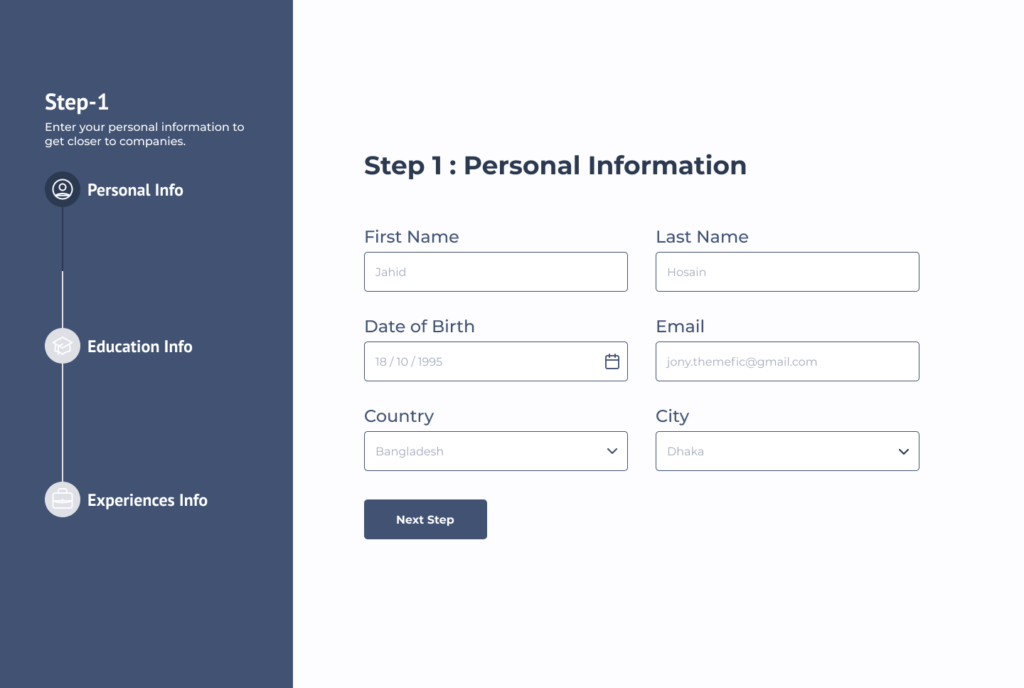 Step-1
Enter your personal information to
get closer to companies.
Personal Info
Education Info
Experiences Info
Step 1 : Personal Information
First Name
Last Name
Jahid
Hosain
Date of Birth
Email
18 / 10 / 1995
jony.themefic@gmail.com
Country
City
Bangladesh
Dhaka
Next Step